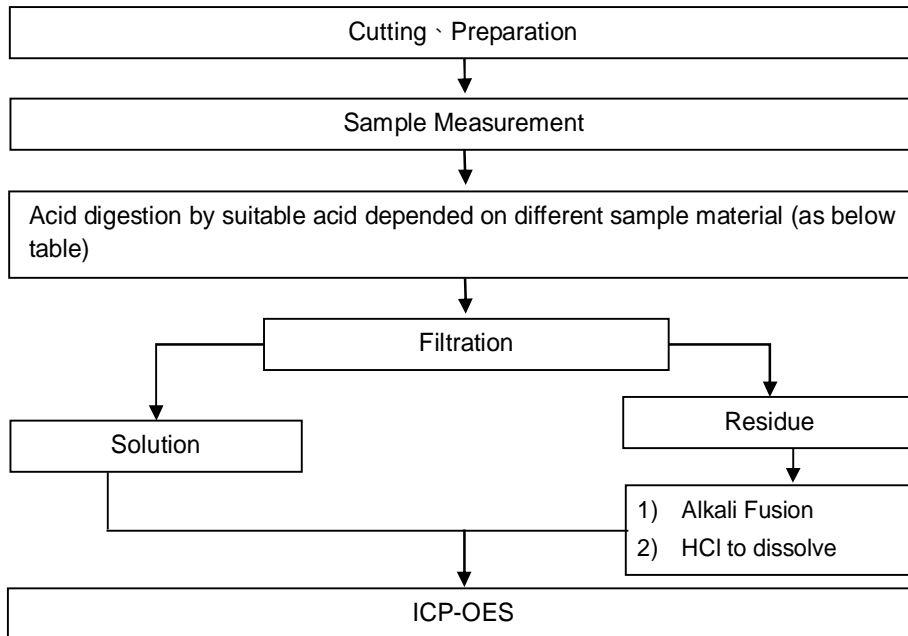 Cutting、Preparation
Sample Measurement
Acid digestion by suitable acid depended on different sample material (as below
table)
Filtration
Solution
Residue
1) Alkali Fusion
2) HCl to dissolve
ICP-OES